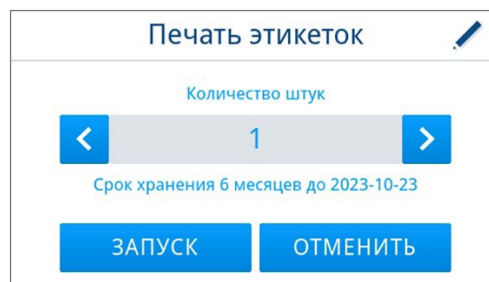 Печать этикеток
Количество штук
1
Срок хранения 6 месяцев до 2023-10-23
ЗАПУСК ОТМЕНИТЬ